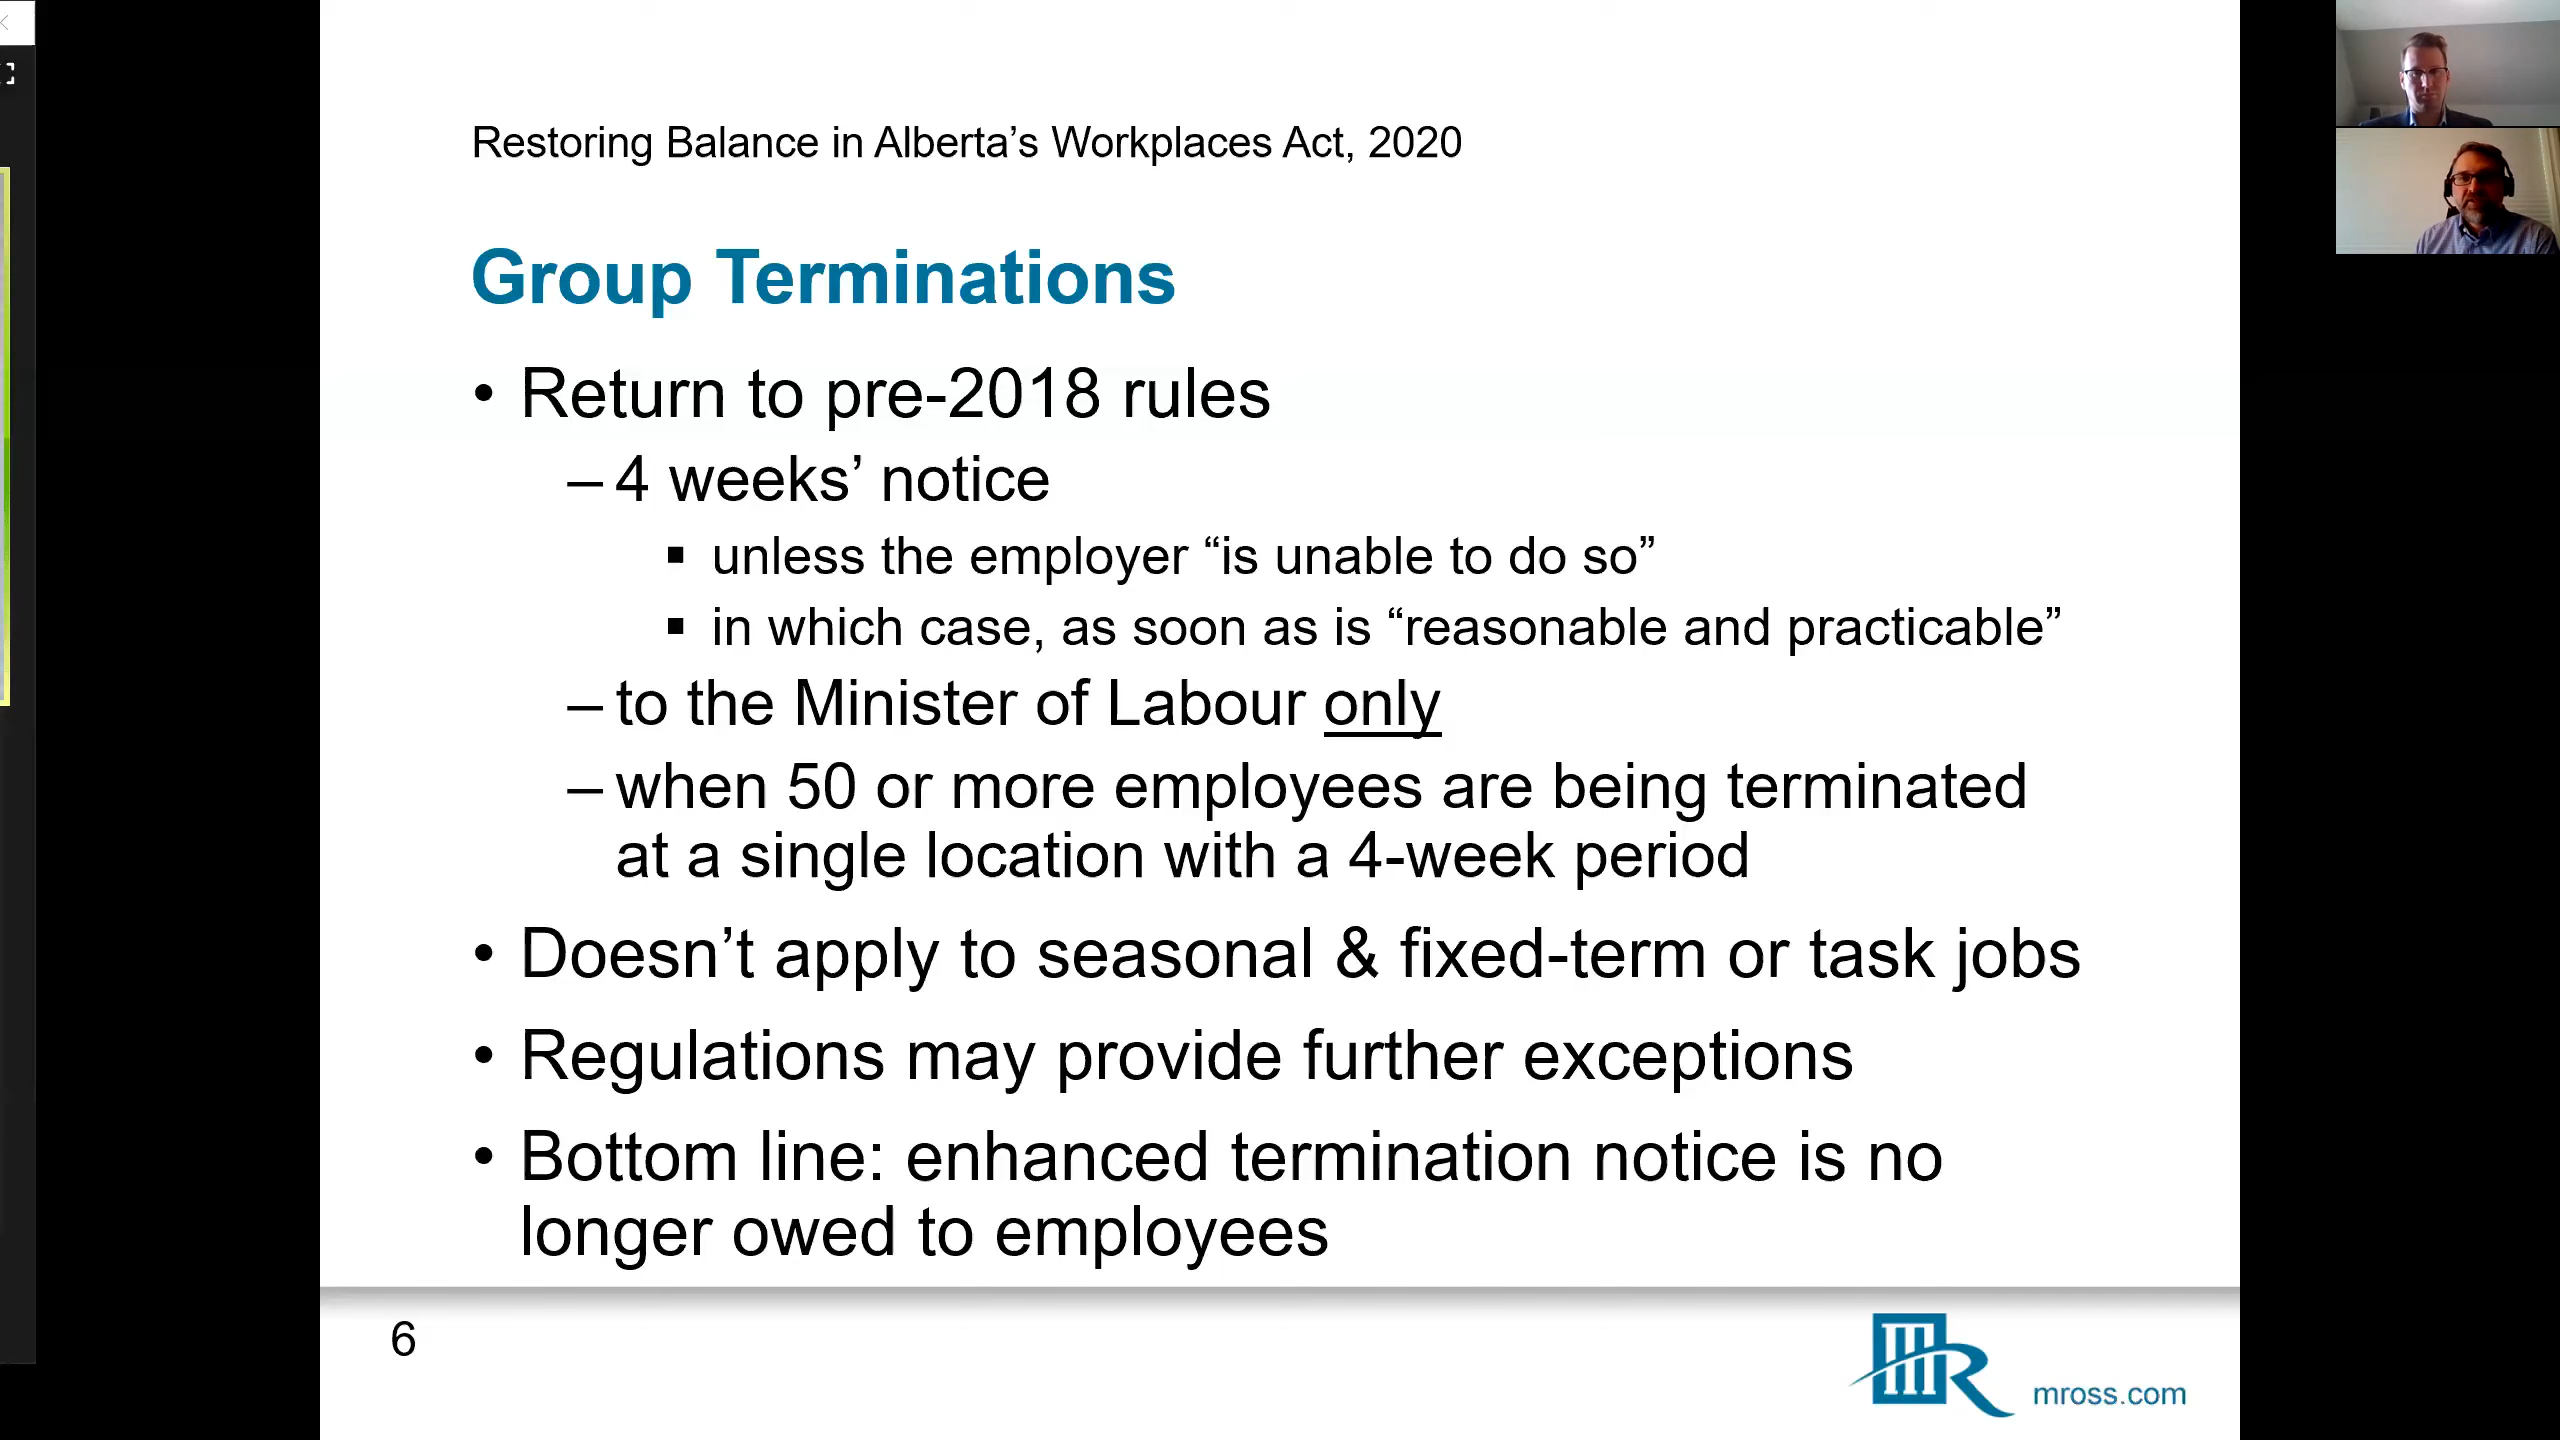 Restoring Balance in Alberta’s Workplaces Act, 2020
Group Terminations
• Return to pre-2018 rules
– 4 weeks’ notice
▪ unless the employer “is unable to do so”
▪ in which case, as soon as is “reasonable and practicable”
– to the Minister of Labour only
– when 50 or more employees are being terminated
at a single location with a 4-week period
• Doesn’t apply to seasonal & fixed-term or task jobs
• Regulations may provide further exceptions
• Bottom line: enhanced termination notice is no
longer owed to employees
6
mross.com